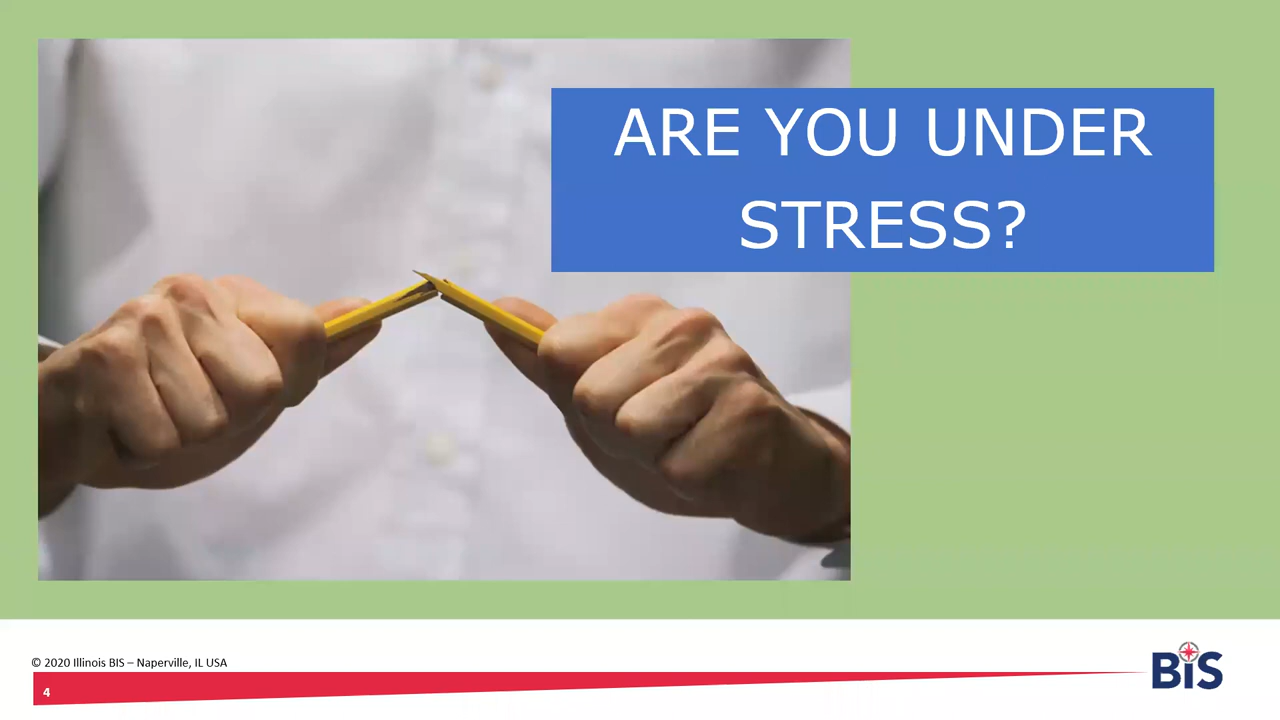 ARE YOU UNDER
STRESS?
© 2020 Illinois BIS – Naperville, IL USA
4
BiS